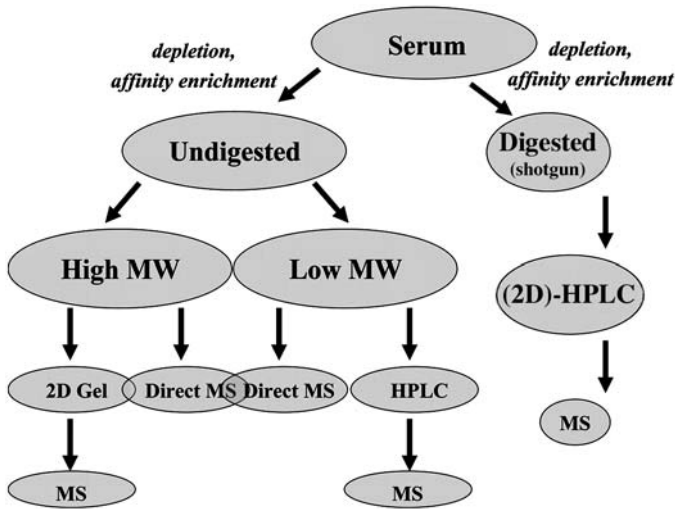 Serum
depletion,
affinity enrichment
depletion,
affinity enrichment
Undigested
Digested
(shotgun)
High MW
Low MW
(2D)-HPLC
2D Gel
Direct MS
Direct MS
HPLC
MS
MS
MS